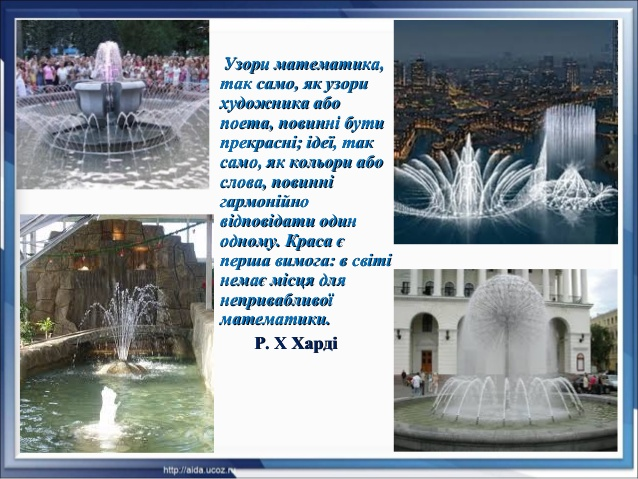 Узори математика,
так само, як узори
художника або
поета, повинні бути
прекрасні; ідеї, так
само, як кольори або
слова, повинні
гармонійно
відповідати один
одному. Краса є
перша вимога: в світі
немає місця для
непривабливої
математики.
Р. Х Харді
http://aida.ucoz.ru